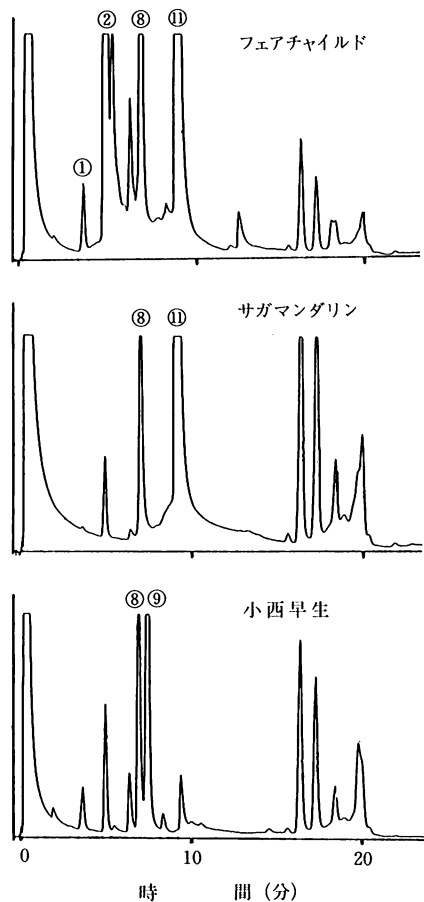 ② ⑧ ⑪
フェアチャイルド
①
サガマンダリン
⑧ ⑪
小西早生
⑧ ⑨
0 10 20
時 間 (分)